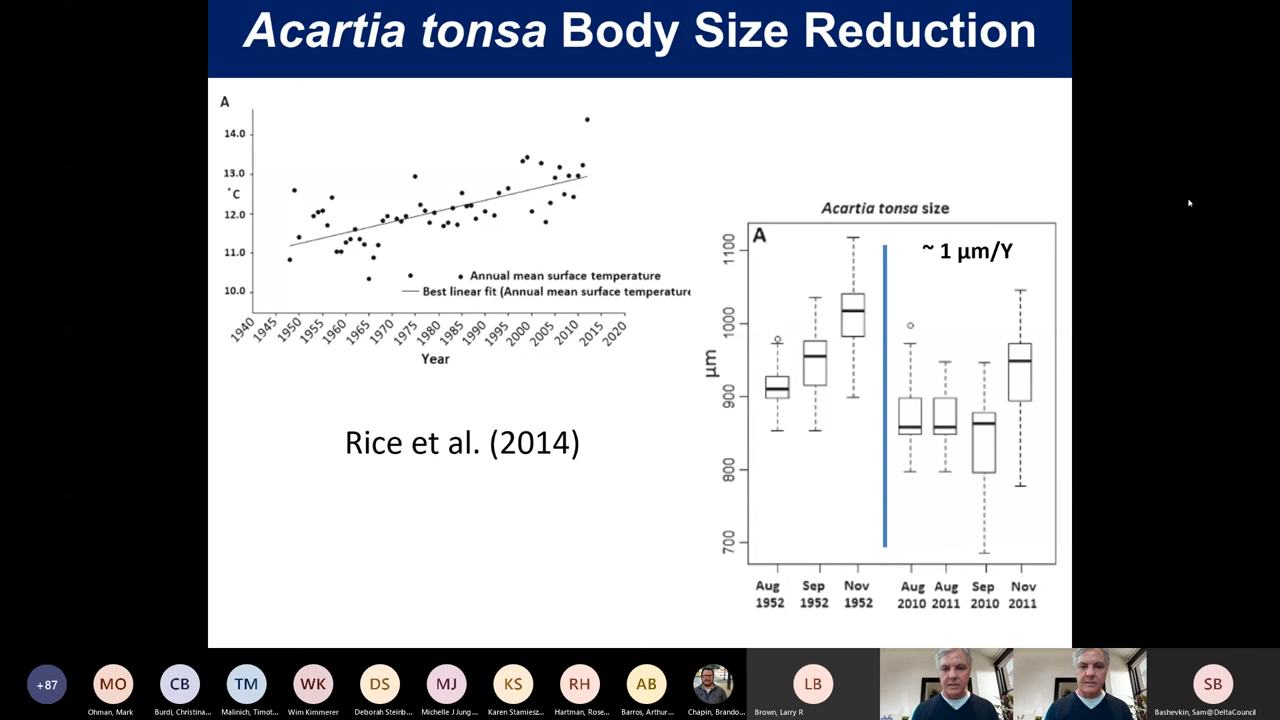 Acartia tonsa Body Size Reduction
A
14.0
13.0
°C
12.0
11.0
10.0
Annual mean surface temperature
Best linear fit (Annual mean surface temperature
1940 1945 1950 1955 1960 1965 1970 1975 1980 1985 1990 1995 2000 2005 2010 2015 2020
Year
Rice et al. (2014)
Acartia tonsa size
A
~ 1 µm/Y
1100
1000
µm
900
800
700
Aug Sep Nov Aug Aug Sep Nov
1952 1952 1952 2010 2011 2010 2011
+87 MO CB TM WK DS MJ KS RH AB LB SB
Ohman, Mark Burdi, Christina... Malinich, Timot... Wim Kimmerer Deborah Steinb... Michelle J Jung... Karen Stamiesz... Hartman, Rose... Barros, Arthur... Chapin, Brando... Brown, Larry R Bashevkin, Sam@DeltaCouncil